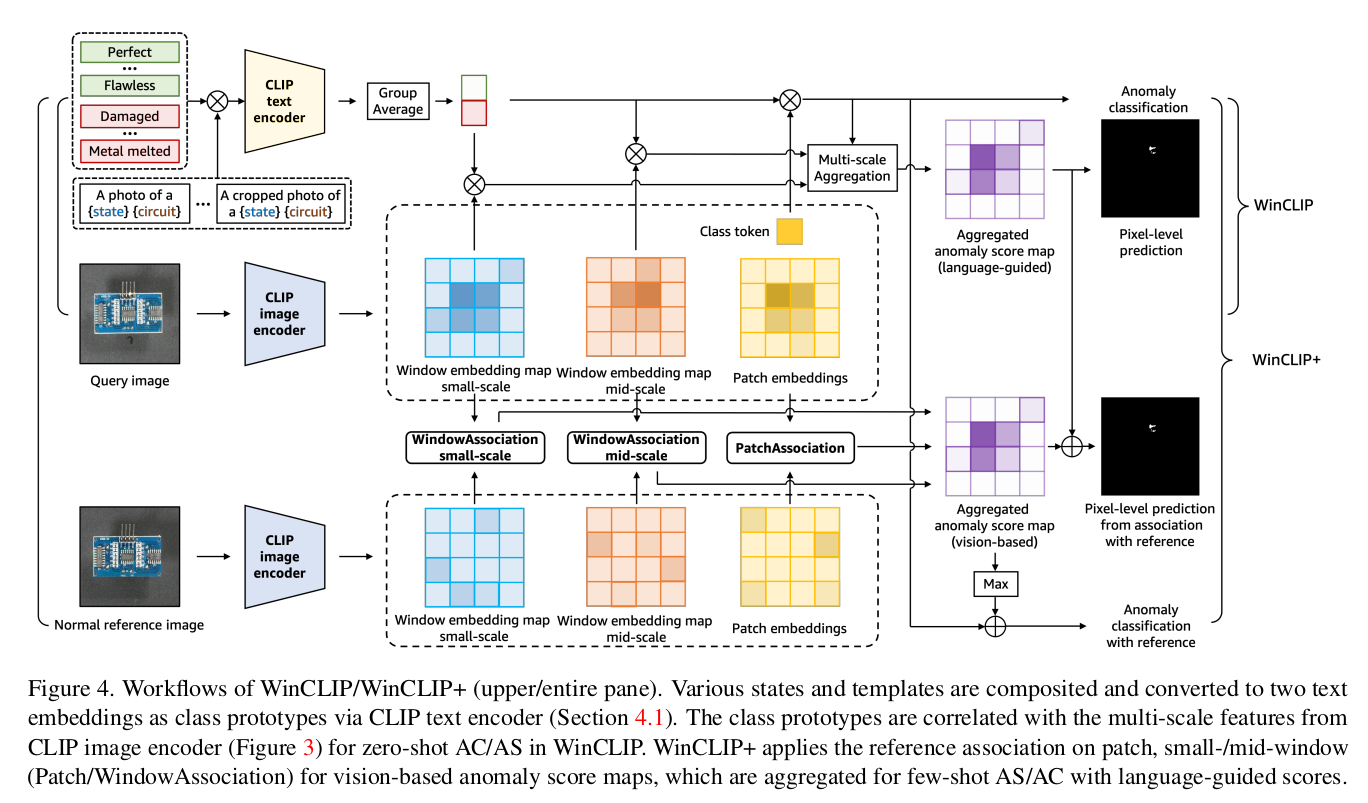 Perfect
...
Flawless
Damaged
...
Metal melted
A photo of a
{state} {circuit}
...
A cropped photo of
a {state} {circuit}
CLIP
text
encoder
Group
Average
Multi-scale
Aggregation
Anomaly
classification
Aggregated
anomaly score map
(language-guided)
Pixel-level
prediction
WinCLIP
Class token
Query image
CLIP
image
encoder
Window embedding map
small-scale
Window embedding map
mid-scale
Patch embeddings
WinCLIP+
WindowAssociation
small-scale
WindowAssociation
mid-scale
PatchAssociation
Aggregated
anomaly score map
(vision-based)
Pixel-level prediction
from association
with reference
Normal reference image
CLIP
image
encoder
Window embedding map
small-scale
Window embedding map
mid-scale
Patch embeddings
Max
Anomaly
classification
with reference
Figure 4. Workflows of WinCLIP/WinCLIP+ (upper/entire pane). Various states and templates are composited and converted to two text
embeddings as class prototypes via CLIP text encoder (Section 4.1). The class prototypes are correlated with the multi-scale features from
CLIP image encoder (Figure 3) for zero-shot AC/AS in WinCLIP. WinCLIP+ applies the reference association on patch, small-/mid-window
(Patch/WindowAssociation) for vision-based anomaly score maps, which are aggregated for few-shot AS/AC with language-guided scores.